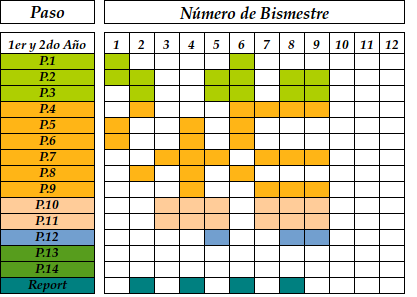 Paso Número de Bismestre
1er y 2do Año 1 2 3 4 5 6 7 8 9 10 11 12
P.1
P.2
P.3
P.4
P.5
P.6
P.7
P.8
P.9
P.10
P.11
P.12
P.13
P.14
Report